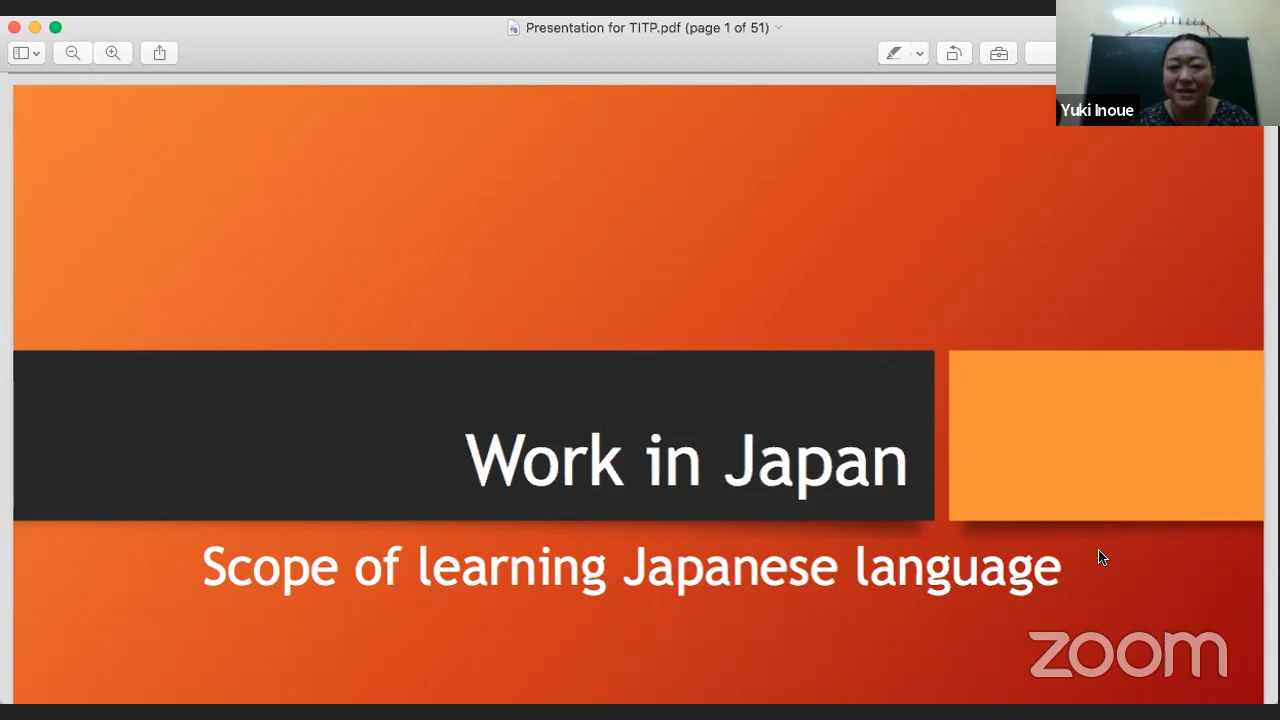 Presentation for TITP.pdf (page 1 of 51)
Yuki Inoue
Work in Japan
Scope of learning Japanese language
zoom